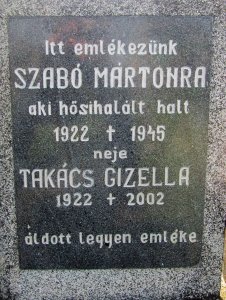 Itt emlékezünk
SZABÓ MÁRTONRA
aki hősihalált halt
1922 † 1945
neje
TAKÁCS GIZELLA
1922 † 2002
áldott legyen emléke